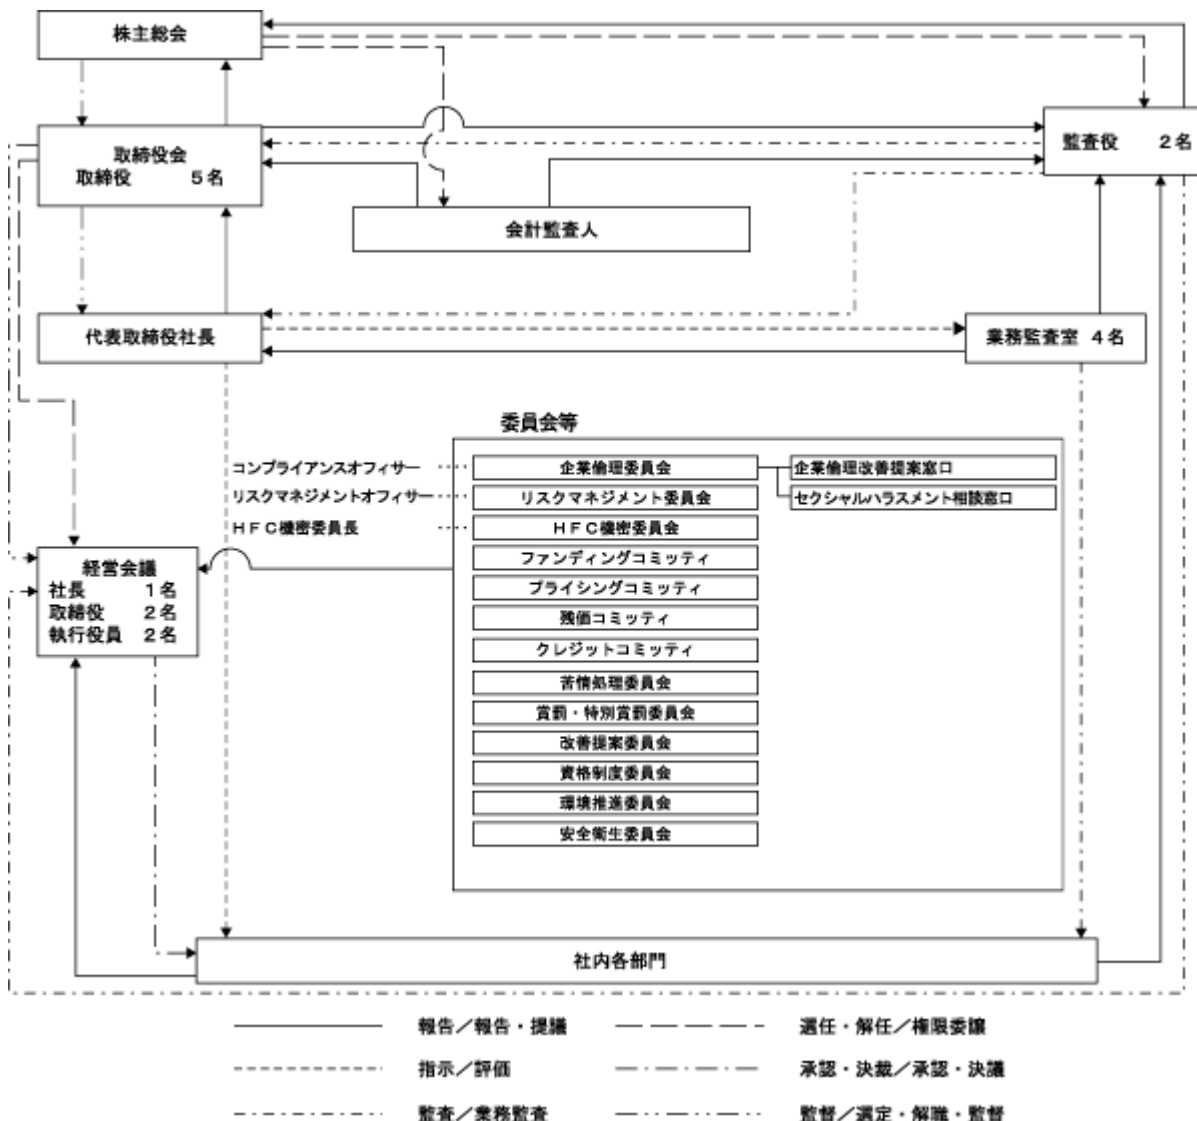 株主総会
取締役会
取締役 5名
監査役 2名
会計監査人
代表取締役社長
業務監査室 4名
委員会等
コンプライアンスオフィサー
企業倫理委員会
企業倫理改善提案窓口
リスクマネジメントオフィサー
リスクマネジメント委員会
セクシャルハラスメント相談窓口
HFC機密委員長
HFC機密委員会
ファンディングコミッティ
プライシングコミッティ
残価コミッティ
クレジットコミッティ
苦情処理委員会
賞罰・特別賞罰委員会
改善提案委員会
資格制度委員会
環境推進委員会
安全衛生委員会
経営会議
社長 1名
取締役 2名
執行役員 2名
社内各部門
報告/報告・提議
選任・解任/権限委譲
指示/評価
承認・決裁/承認・決議
監査/業務監査
監督/選定・解職・監督